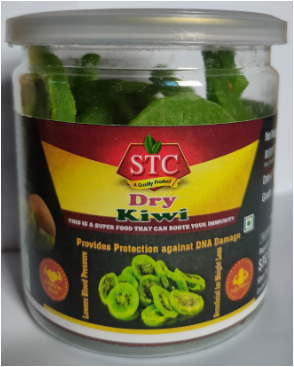 STC
A Quality Product
Dry
Kiwi
THIS IS A SUPER FOOD THAT CAN BOOTS YOUR IMMUNITY
Provides Protection against DNA Damage
Lowers Blood Pressure
Beneficial for Weight Loss